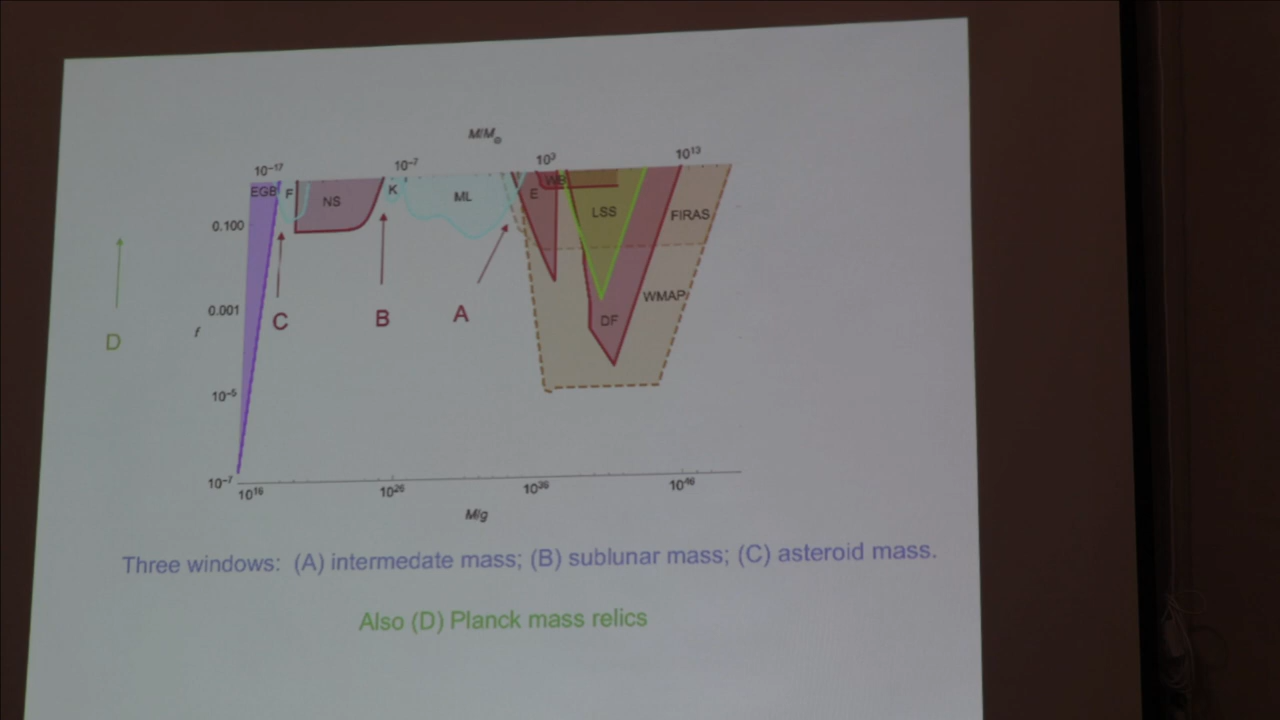 M/M⊙
10⁻¹⁷ 10⁻⁷ 10³ 10¹³
EGB F NS K ML E WB LSS FIRAS
0.100
WMAP
0.001
C B A DF
f
D
10⁻⁵
10⁻⁷
10¹⁶ 10²⁶ 10³⁶ 10⁴⁶
M/g
Three windows: (A) intermedate mass; (B) sublunar mass; (C) asteroid mass.
Also (D) Planck mass relics